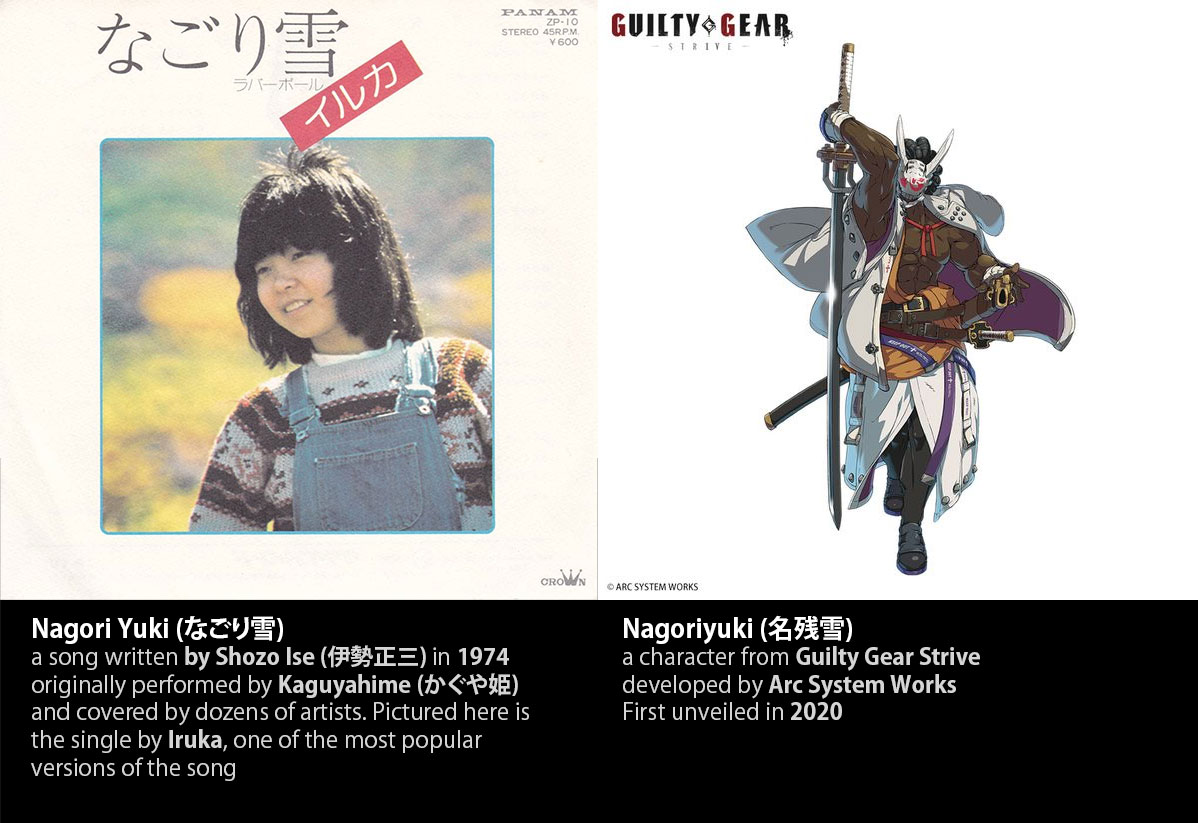 なごり雪
ラバーボール
イルカ
PANAM
ZP-10
STEREO 45R.P.M.
¥600
CROWN
GUILTY GEAR
STRIVE
© ARC SYSTEM WORKS
Nagori Yuki (なごり雪)
a song written by Shozo Ise (伊勢正三) in 1974
originally performed by Kaguyahime (かぐや姫)
and covered by dozens of artists. Pictured here is
the single by Iruka, one of the most popular
versions of the song
Nagoriyuki (名残雪)
a character from Guilty Gear Strive
developed by Arc System Works
First unveiled in 2020